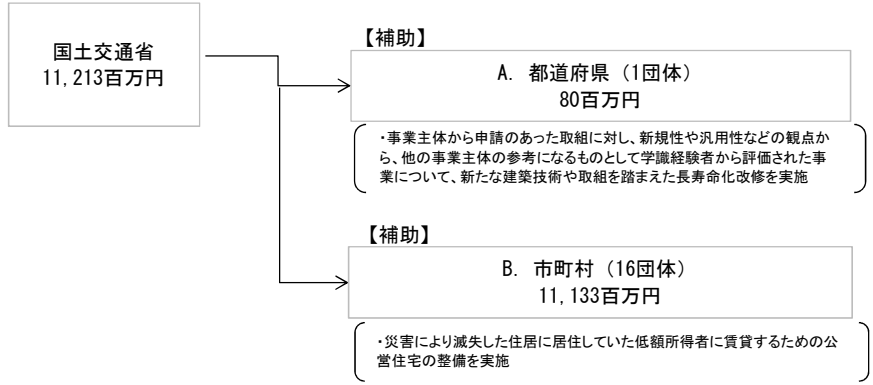 国土交通省
11,213百万円
【補助】
A. 都道府県（1団体）
80百万円
・事業主体から申請のあった取組に対し、新規性や汎用性などの観点か
ら、他の事業主体の参考になるものとして学識経験者から評価された事
業について、新たな建築技術や取組を踏まえた長寿命化改修を実施
【補助】
B. 市町村（16団体）
11,133百万円
・災害により滅失した住居に居住していた低額所得者に賃貸するための公
営住宅の整備を実施